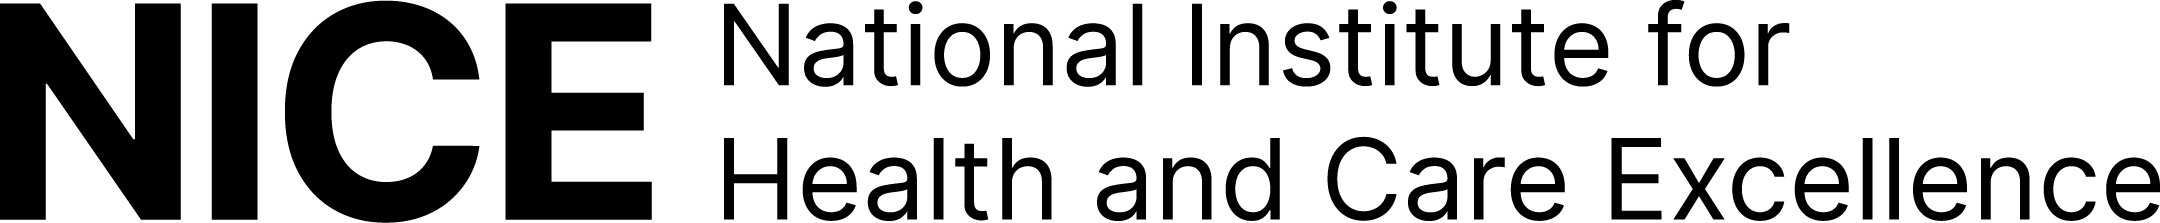 NICE
National Institute for
Health and Care Excellence